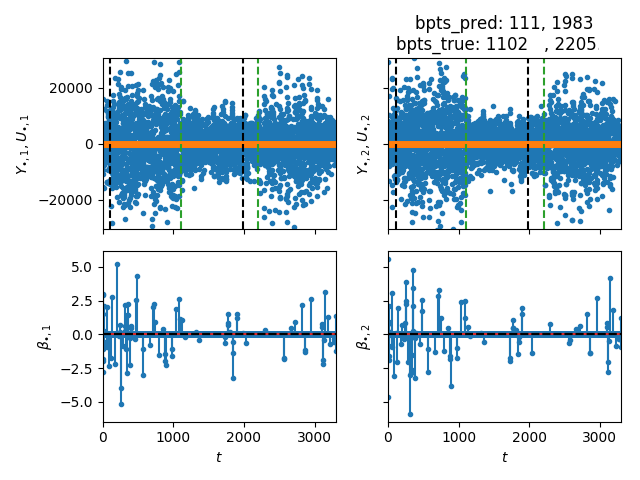 bpts_pred: 111, 1983
bpts_true: 1102 , 2205
20000
0
−20000
Y•,1, U•,1
Y•,2, U•,2
5.0
2.5
0.0
−2.5
−5.0
β•,1
β•,2
0 1000 2000 3000
0 1000 2000 3000
t
t